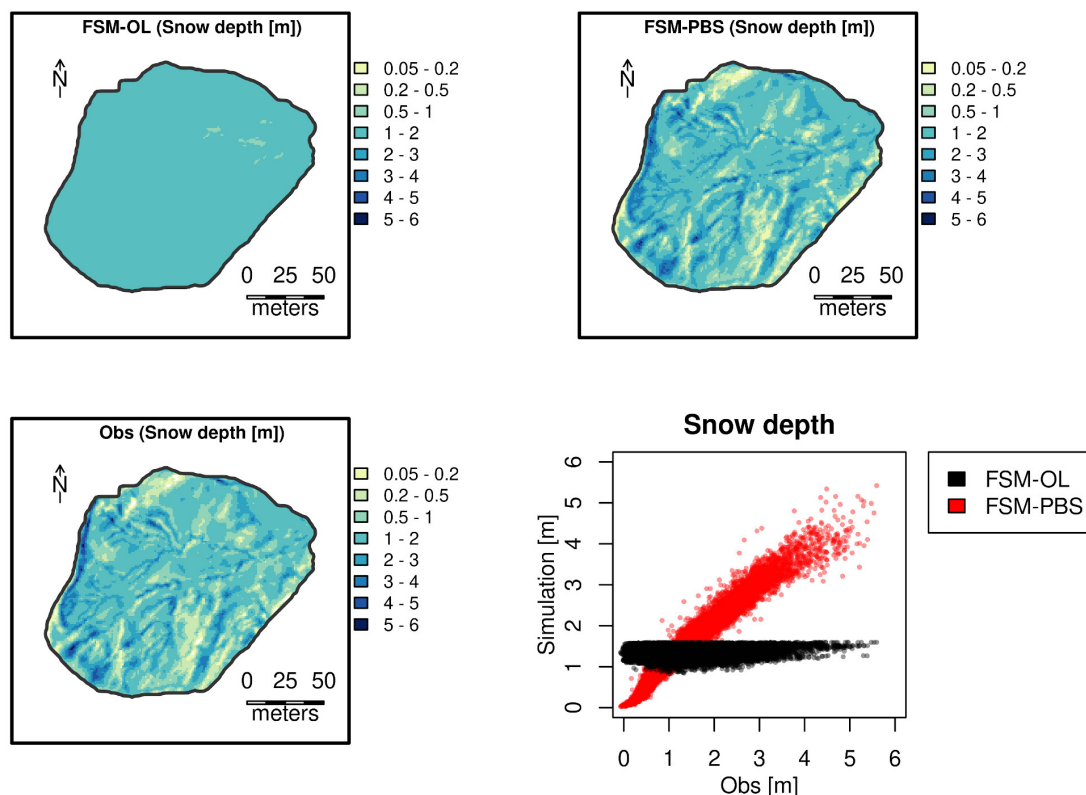 FSM-OL (Snow depth [m])
N
0.05 - 0.2
0.2 - 0.5
0.5 - 1
1 - 2
2 - 3
3 - 4
4 - 5
5 - 6
0 25 50
meters
FSM-PBS (Snow depth [m])
N
0.05 - 0.2
0.2 - 0.5
0.5 - 1
1 - 2
2 - 3
3 - 4
4 - 5
5 - 6
0 25 50
meters
Obs (Snow depth [m])
N
0.05 - 0.2
0.2 - 0.5
0.5 - 1
1 - 2
2 - 3
3 - 4
4 - 5
5 - 6
0 25 50
meters
Snow depth
Simulation [m]
6
5
4
3
2
1
0
0 1 2 3 4 5 6
Obs [m]
FSM-OL
FSM-PBS